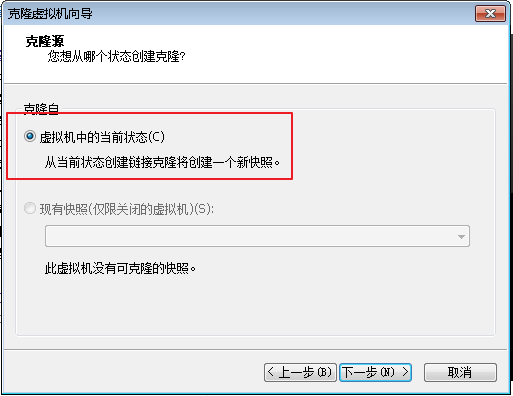 克隆虚拟机向导
克隆源
您想从哪个状态创建克隆?
克隆自
虚拟机中的当前状态(C)
从当前状态创建链接克隆将创建一个新快照。
现有快照(仅限关闭的虚拟机)(S):
此虚拟机没有可克隆的快照。
< 上一步(B) 下一步(N) > 取消